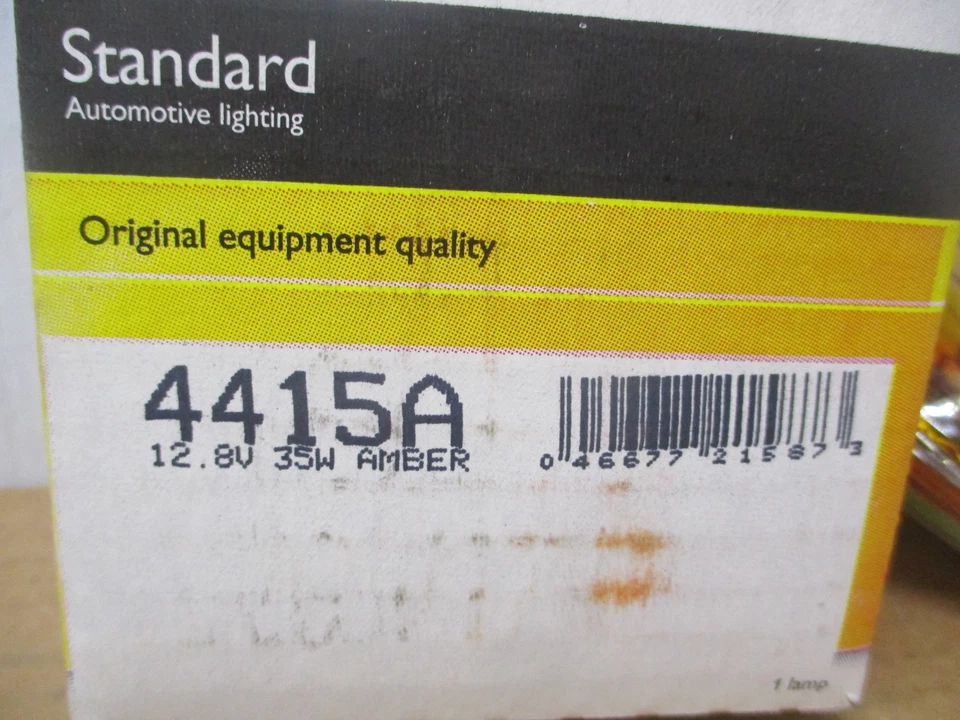 Standard
Automotive lighting
Original equipment quality
4415A
12.8V 35W AMBER
0 46677 21587 3
1 lamp